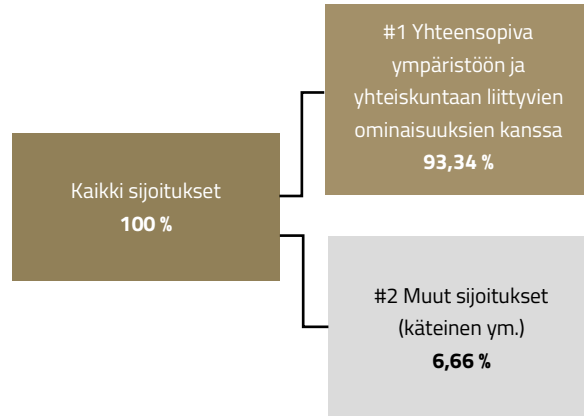 #1 Yhteensopiva
ympäristöön ja
yhteiskuntaan liittyvien
ominaisuuksien kanssa
93,34 %
Kaikki sijoitukset
100 %
#2 Muut sijoitukset
(käteinen ym.)
6,66 %